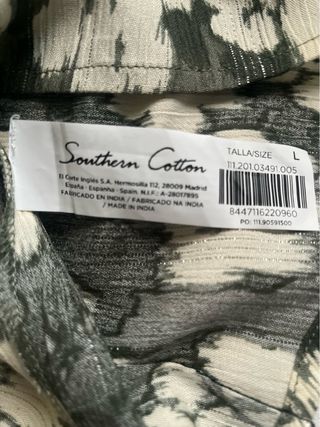 Southern Cotton
El Corte Inglés S.A. Hermosilla 112, 28009 Madrid
España - Espanha - Spain. N.I.F.: A-28017895
FABRICADO EN INDIA / FABRICADO NA INDIA
/ MADE IN INDIA
TALLA/SIZE L
111.201.03491.005
8447116220960
PO: 111.90591500